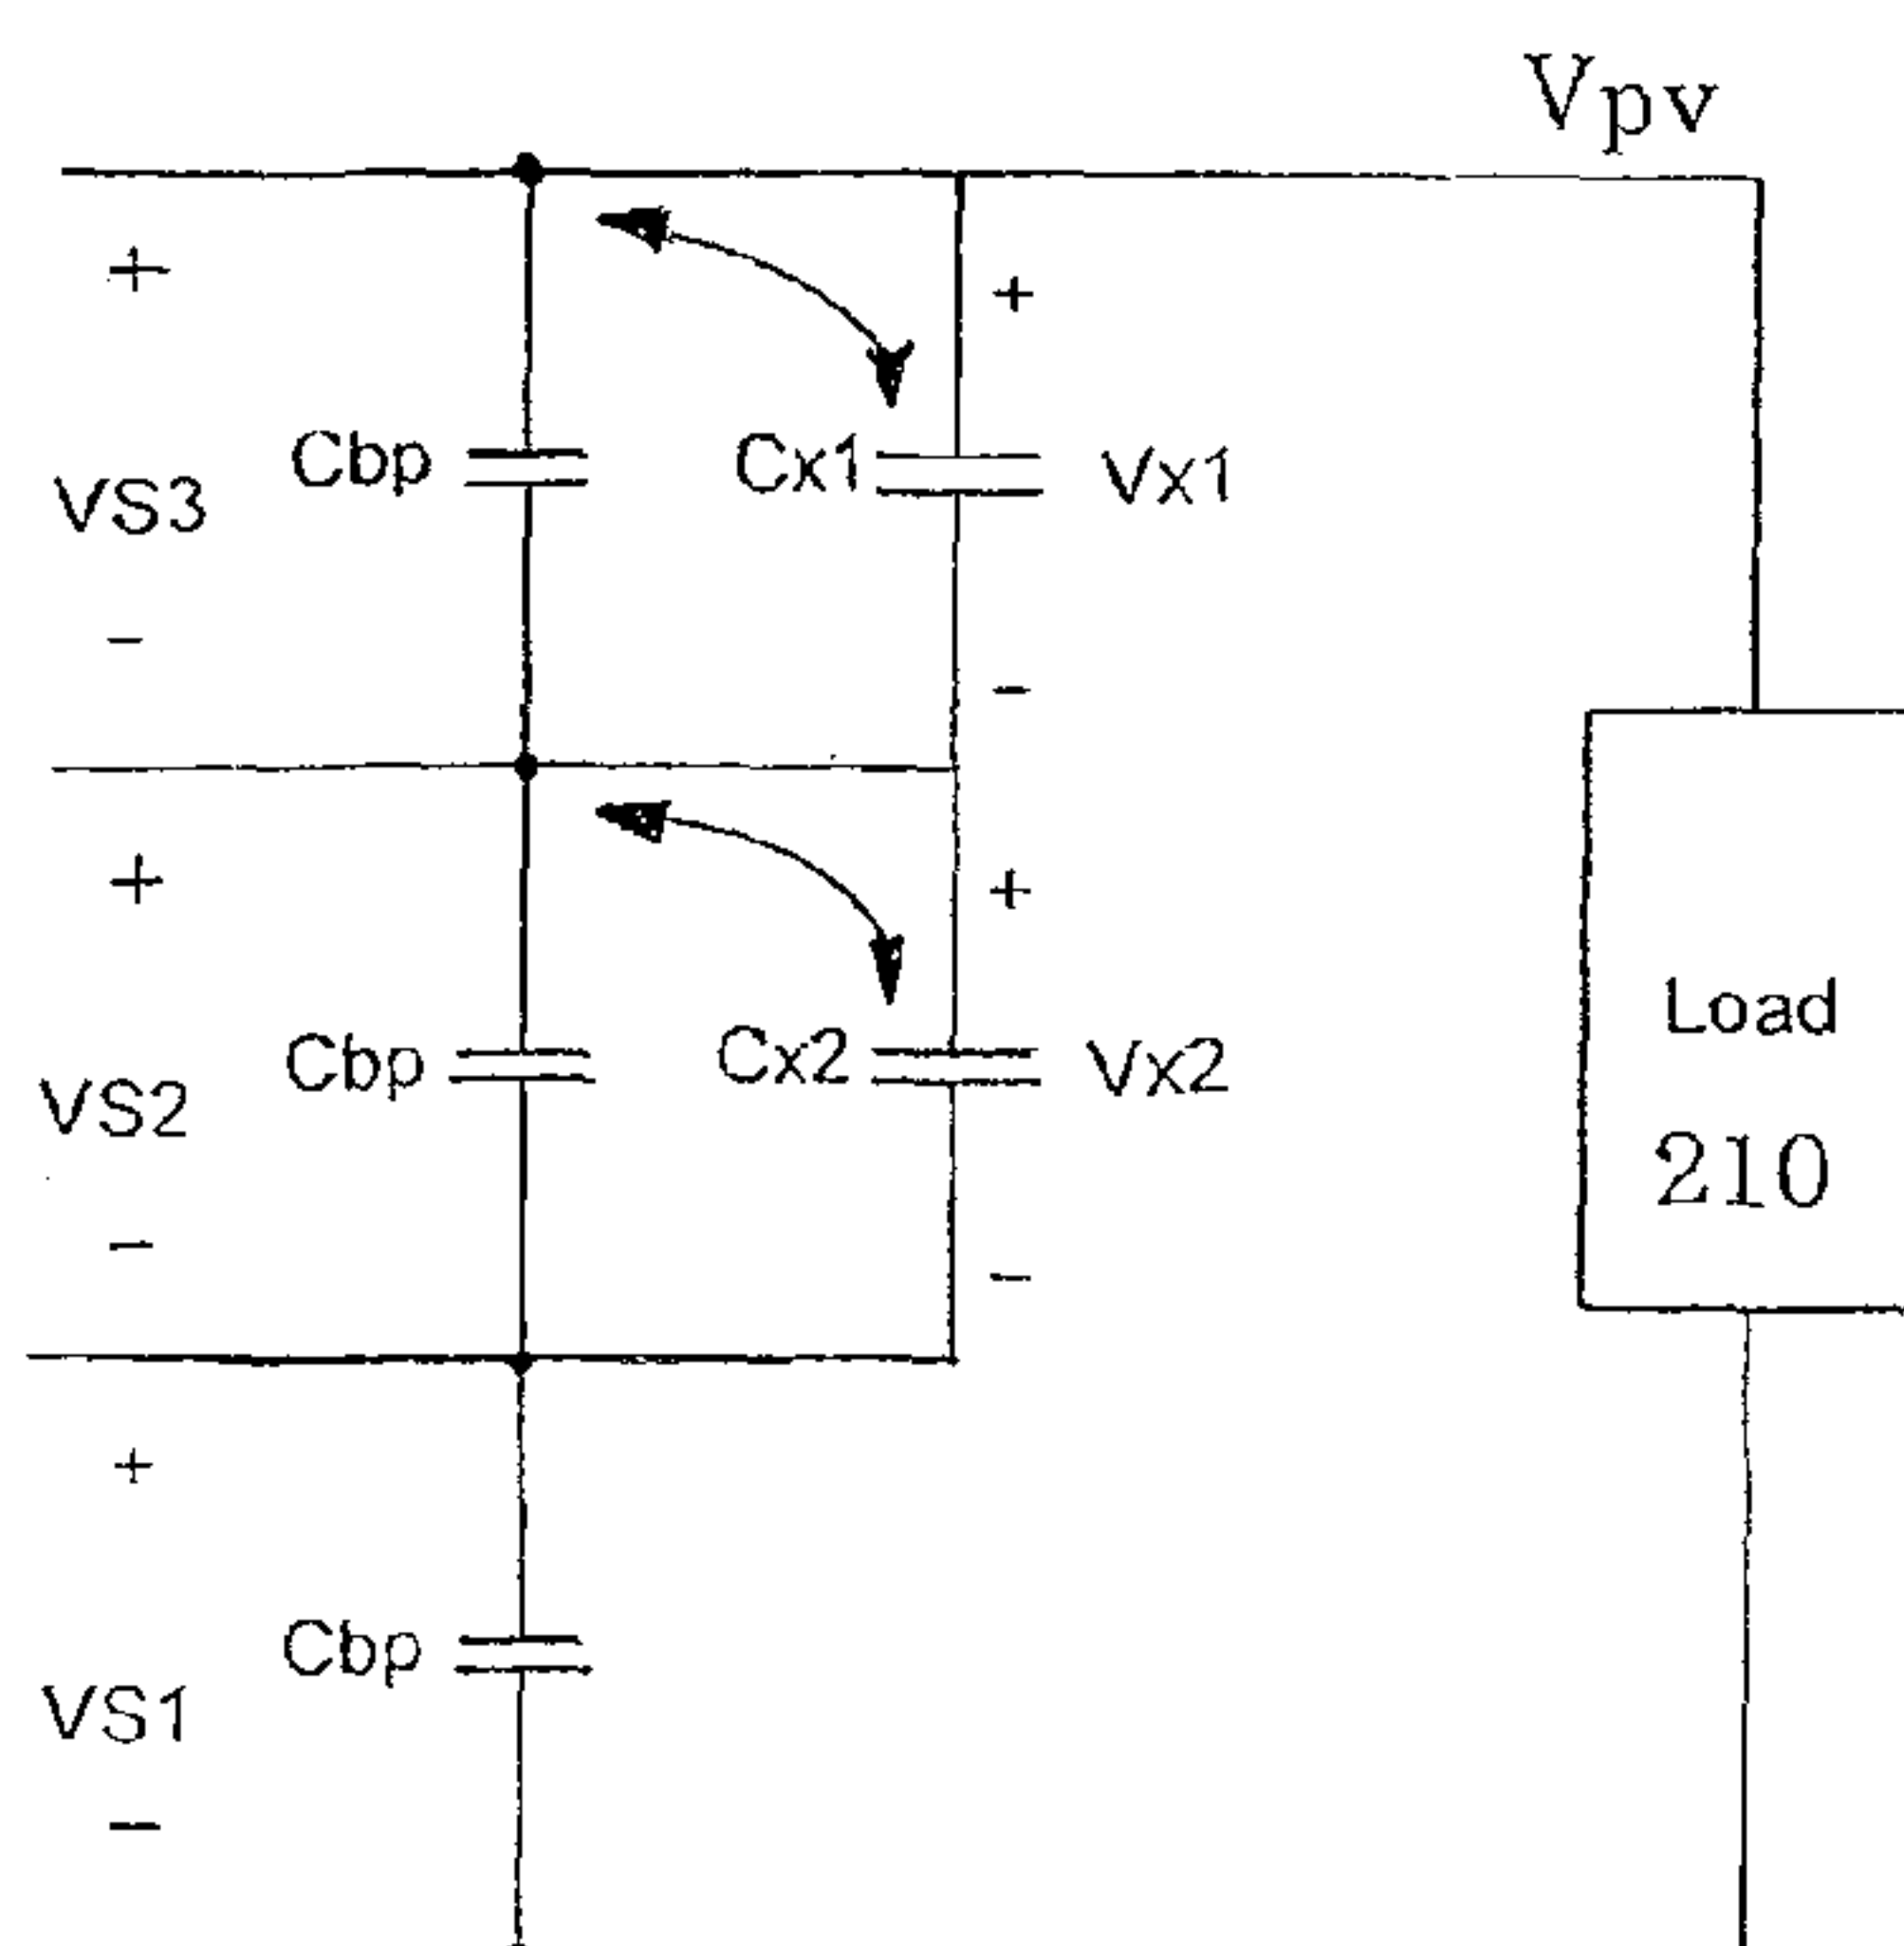 Vpv
+
+
Cbp
Cx1
Vx1
VS3
-
-
+
+
Load
Cbp
Cx2
Vx2
VS2
210
-
-
+
Cbp
VS1
-